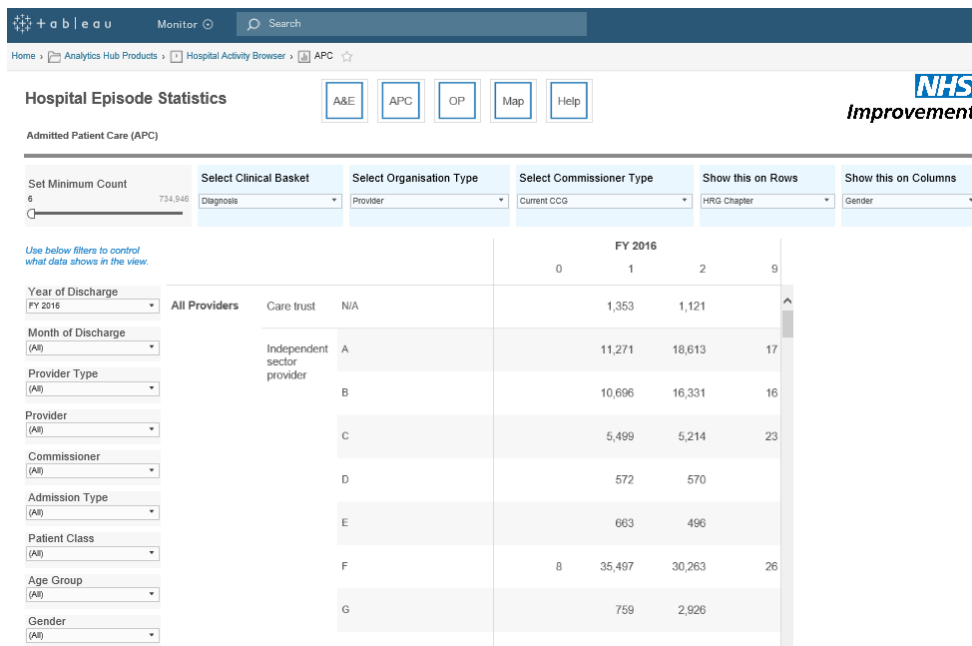 + a b l e a u Monitor Search
Home › Analytics Hub Products › Hospital Activity Browser › APC
Hospital Episode Statistics
A&E APC OP Map Help
NHS
Improvement
Admitted Patient Care (APC)
Set Minimum Count
6 734,946
Select Clinical Basket Select Organisation Type Select Commissioner Type Show this on Rows Show this on Columns
Diagnosis Provider Current CCG HRG Chapter Gender
Use below filters to control
what data shows in the view.
FY 2016
0 1 2 9
Year of Discharge
FY 2016
Month of Discharge
(All)
Provider Type
(All)
Provider
(All)
Commissioner
(All)
Admission Type
(All)
Patient Class
(All)
Age Group
(All)
Gender
(All)
All Providers Care trust N/A 1,353 1,121
Independent
sector
provider
A 11,271 18,613 17
B 10,696 16,331 16
C 5,499 5,214 23
D 572 570
E 663 496
F 8 35,497 30,263 26
G 759 2,926